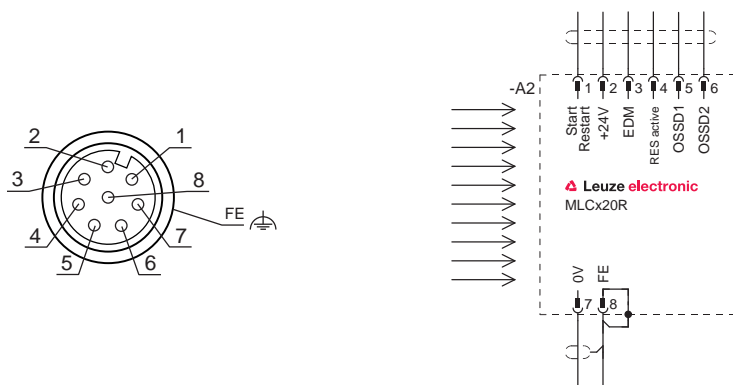 2
1
3
8
4
7
5
6
FE
-A2
1
2
3
4
5
6
Start
Restart
+24V
EDM
RES active
OSSD1
OSSD2
Leuze electronic
MLCx20R
0V
FE
7
8